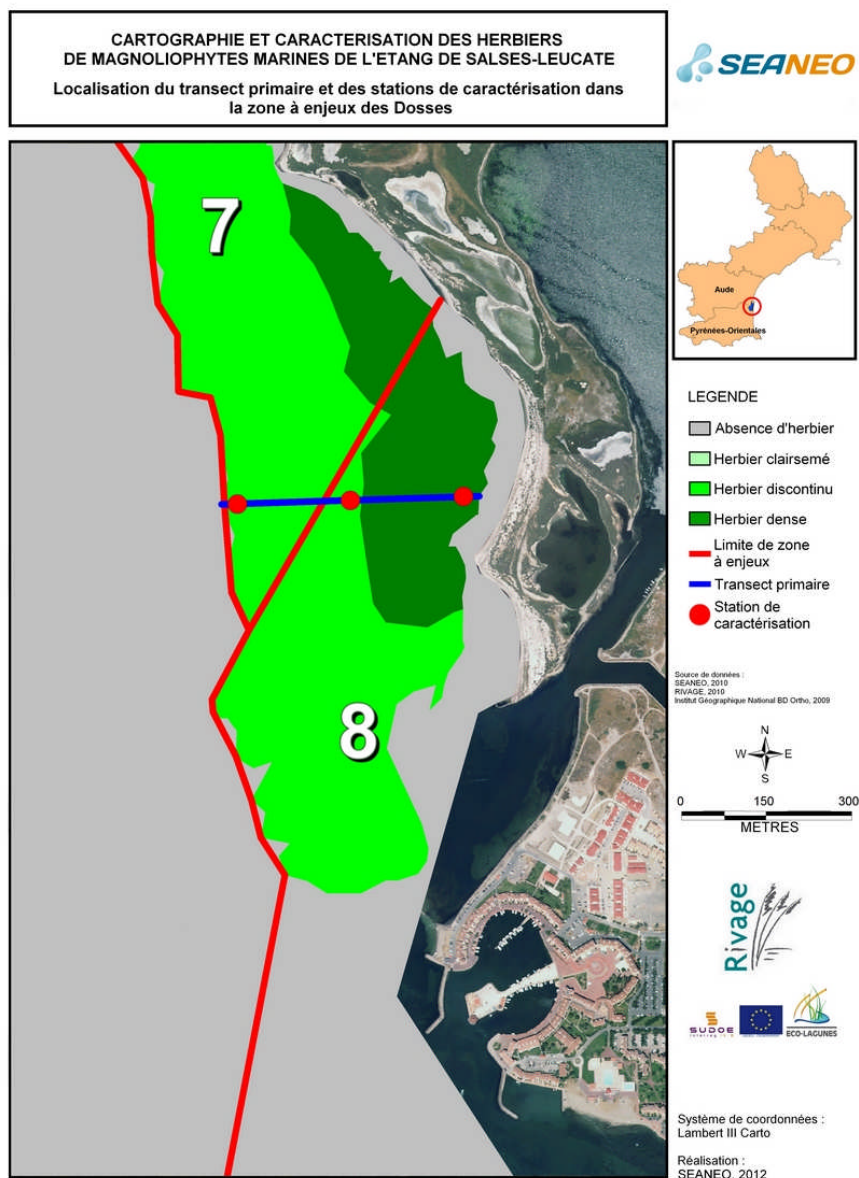 CARTOGRAPHIE ET CARACTERISATION DES HERBIERS
DE MAGNOLIOPHYTES MARINES DE L'ETANG DE SALSES-LEUCATE
Localisation du transect primaire et des stations de caractérisation dans
la zone à enjeux des Dosses
SEANEO
7
8
Aude
Pyrénées-Orientales
LEGENDE
Absence d'herbier
Herbier clairsemé
Herbier discontinu
Herbier dense
Limite de zone
à enjeux
Transect primaire
Station de
caractérisation
Source de données :
SEANEO, 2010
RIVAGE, 2010
Institut Géographique National BD Ortho, 2009
N
W E
S
0 150 300
METRES
Rivage
SUDOE
ECO-LAGUNES
Système de coordonnées :
Lambert III Carto
Réalisation :
SEANEO, 2012